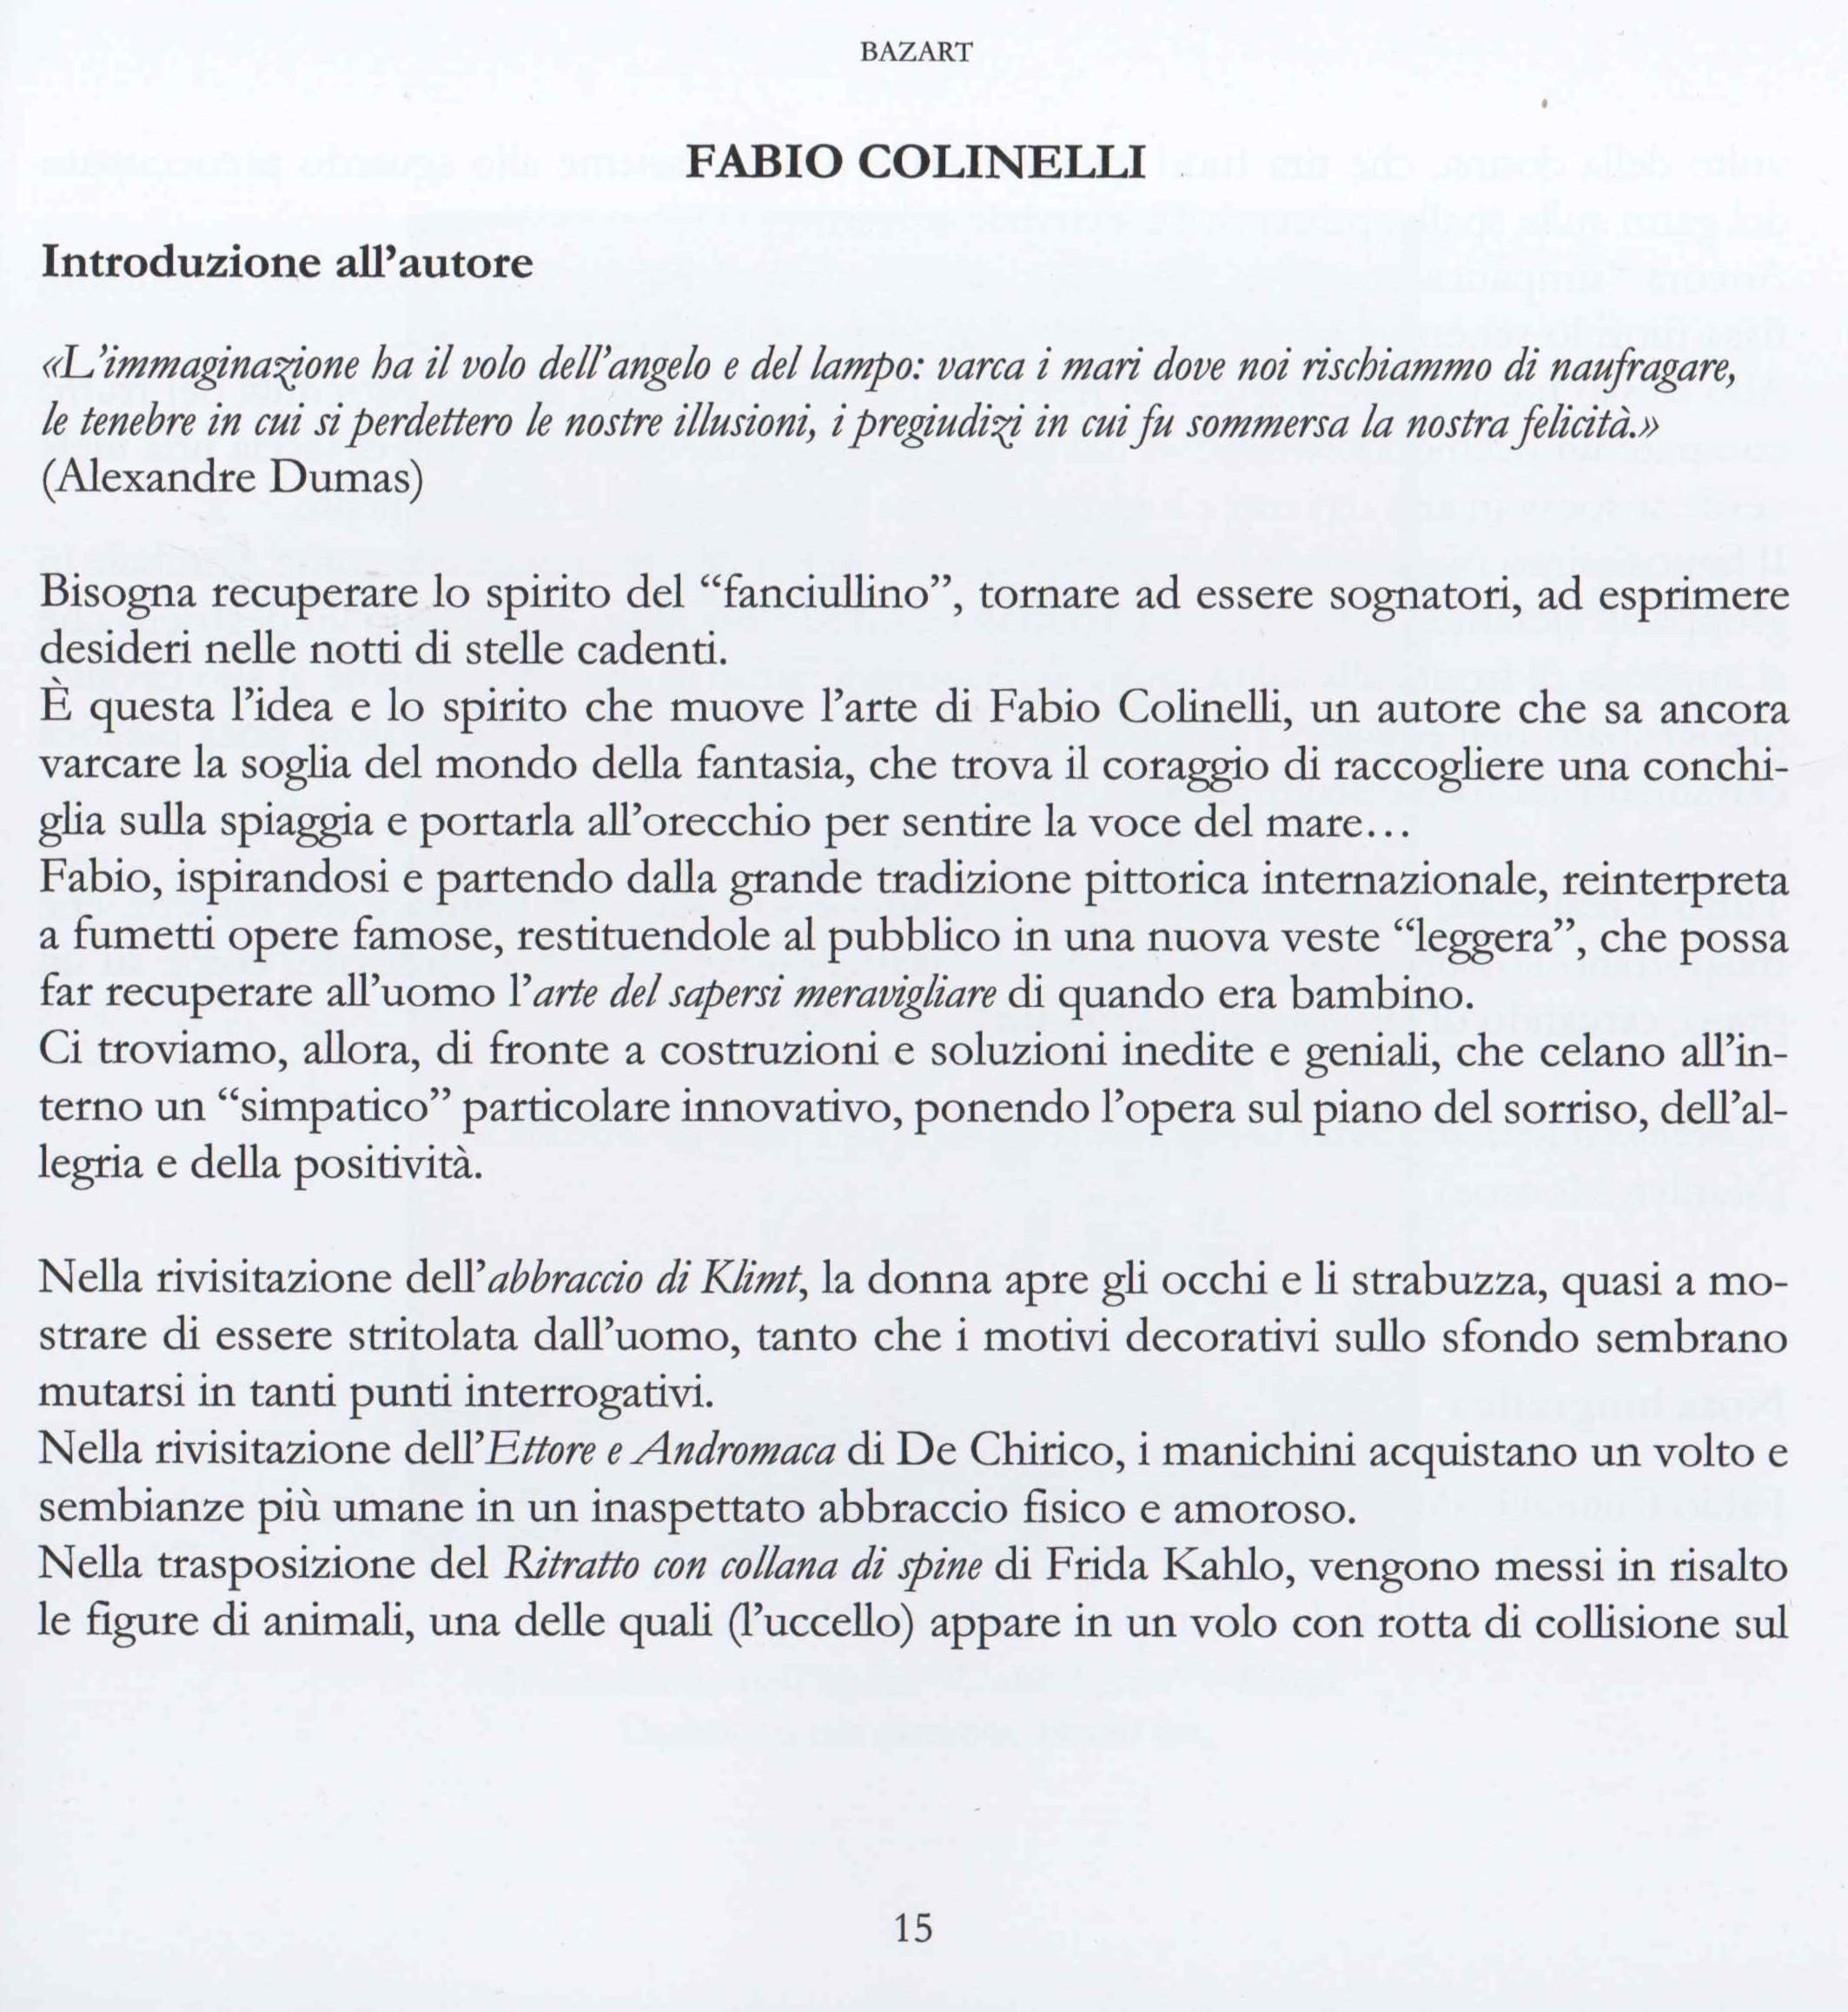 BAZART
FABIO COLINELLI
Introduzione all’autore
«L’immaginazione ha il volo dell’angelo e del lampo: varca i mari dove noi rischiammo di naufragare,
le tenebre in cui si perdettero le nostre illusioni, i pregiudizi in cui fu sommersa la nostra felicità.»
(Alexandre Dumas)
Bisogna recuperare lo spirito del “fanciullino”, tornare ad essere sognatori, ad esprimere
desideri nelle notti di stelle cadenti.
È questa l’idea e lo spirito che muove l’arte di Fabio Colinelli, un autore che sa ancora
varcare la soglia del mondo della fantasia, che trova il coraggio di raccogliere una conchi-
glia sulla spiaggia e portarla all’orecchio per sentire la voce del mare…
Fabio, ispirandosi e partendo dalla grande tradizione pittorica internazionale, reinterpreta
a fumetti opere famose, restituendole al pubblico in una nuova veste “leggera”, che possa
far recuperare all’uomo l’arte del sapersi meravigliare di quando era bambino.
Ci troviamo, allora, di fronte a costruzioni e soluzioni inedite e geniali, che celano all’in-
terno un “simpatico” particolare innovativo, ponendo l’opera sul piano del sorriso, dell’al-
legria e della positività.
Nella rivisitazione dell’abbraccio di Klimt, la donna apre gli occhi e li strabuzza, quasi a mo-
strare di essere stritolata dall’uomo, tanto che i motivi decorativi sullo sfondo sembrano
mutarsi in tanti punti interrogativi.
Nella rivisitazione dell’Ettore e Andromaca di De Chirico, i manichini acquistano un volto e
sembianze più umane in un inaspettato abbraccio fisico e amoroso.
Nella trasposizione del Ritratto con collana di spine di Frida Kahlo, vengono messi in risalto
le figure di animali, una delle quali (l’uccello) appare in un volo con rotta di collisione sul
15